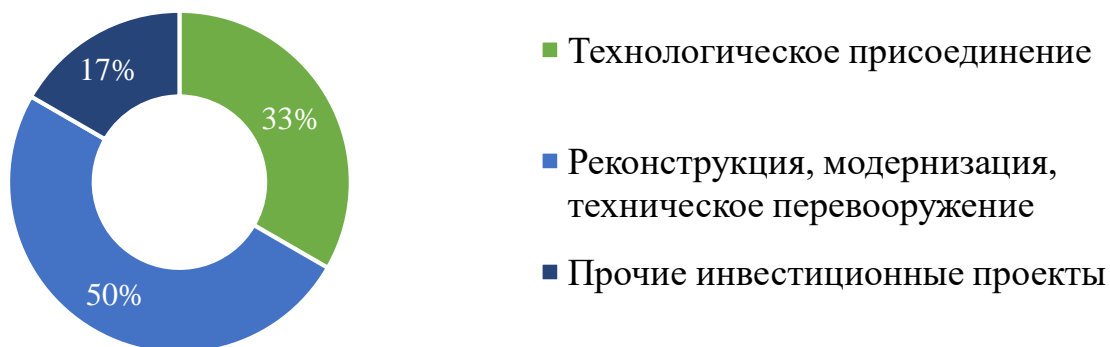 17%
33%
50%
Технологическое присоединение
Реконструкция, модернизация,
техническое перевооружение
Прочие инвестиционные проекты